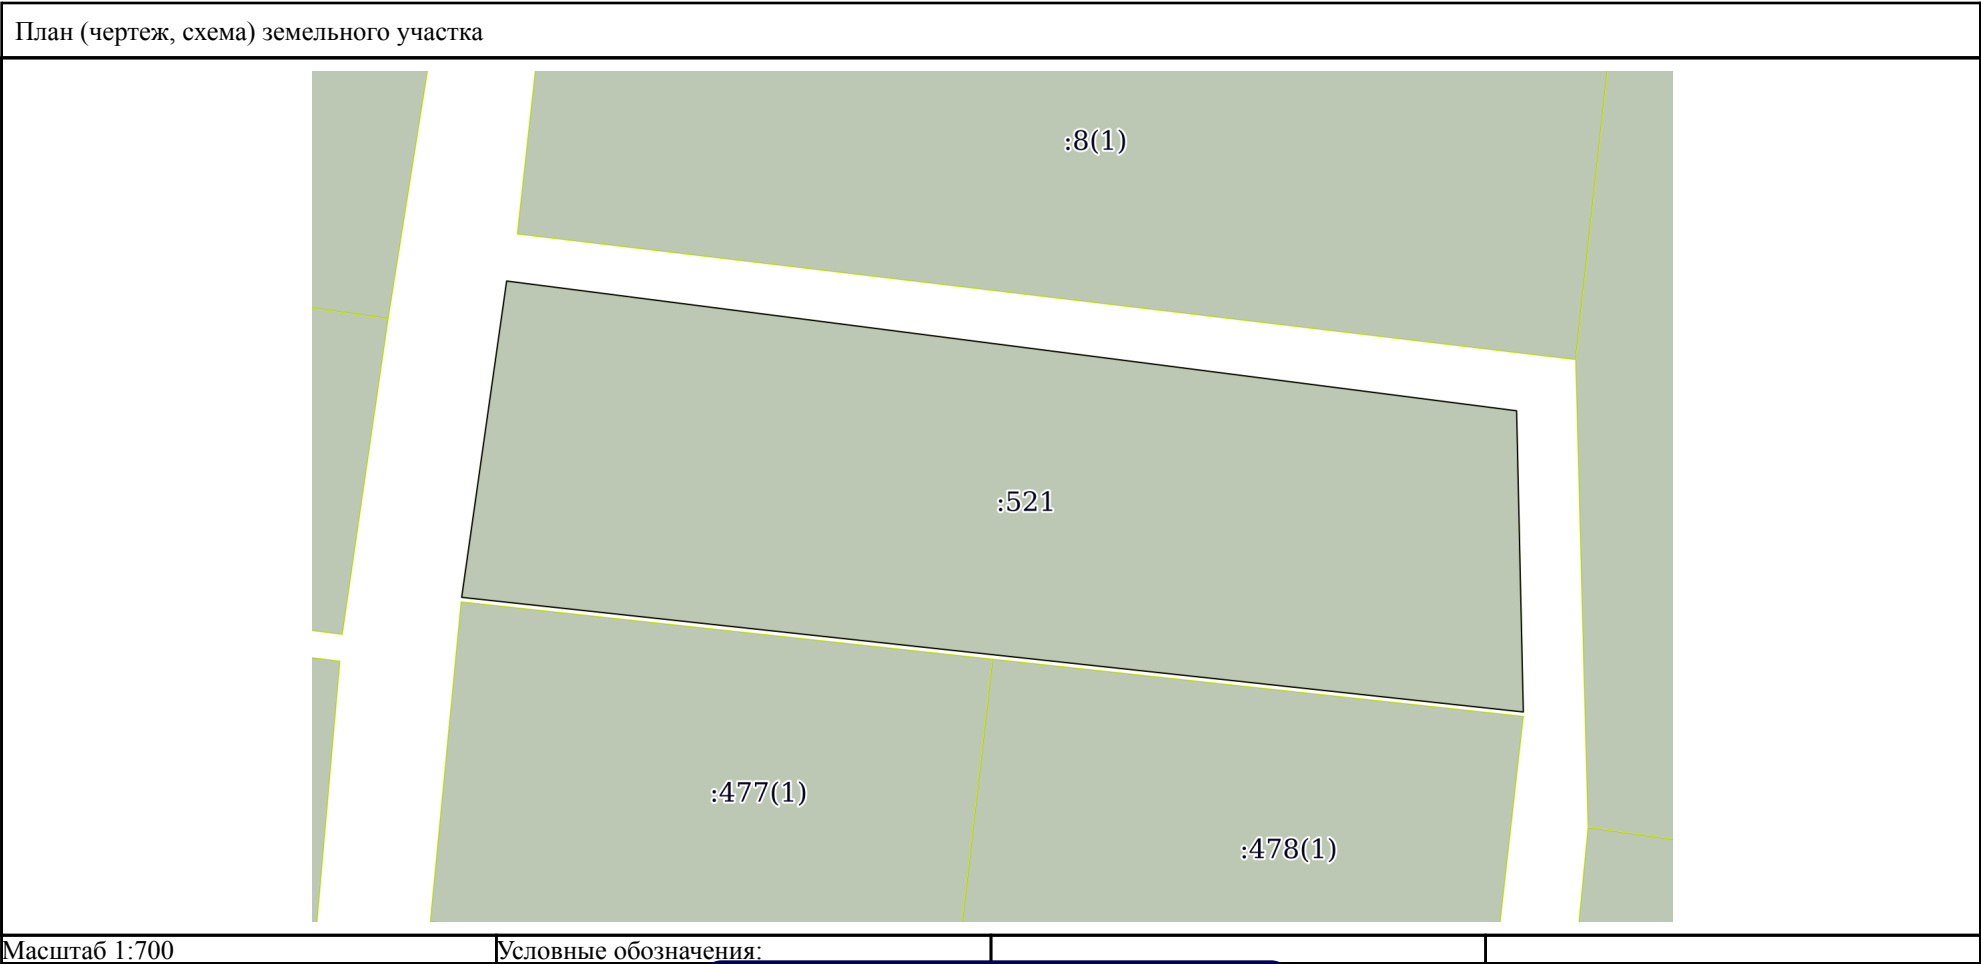 План (чертеж, схема) земельного участка
:8(1)
:521
:477(1)
:478(1)
Масштаб 1:700
Условные обозначения: